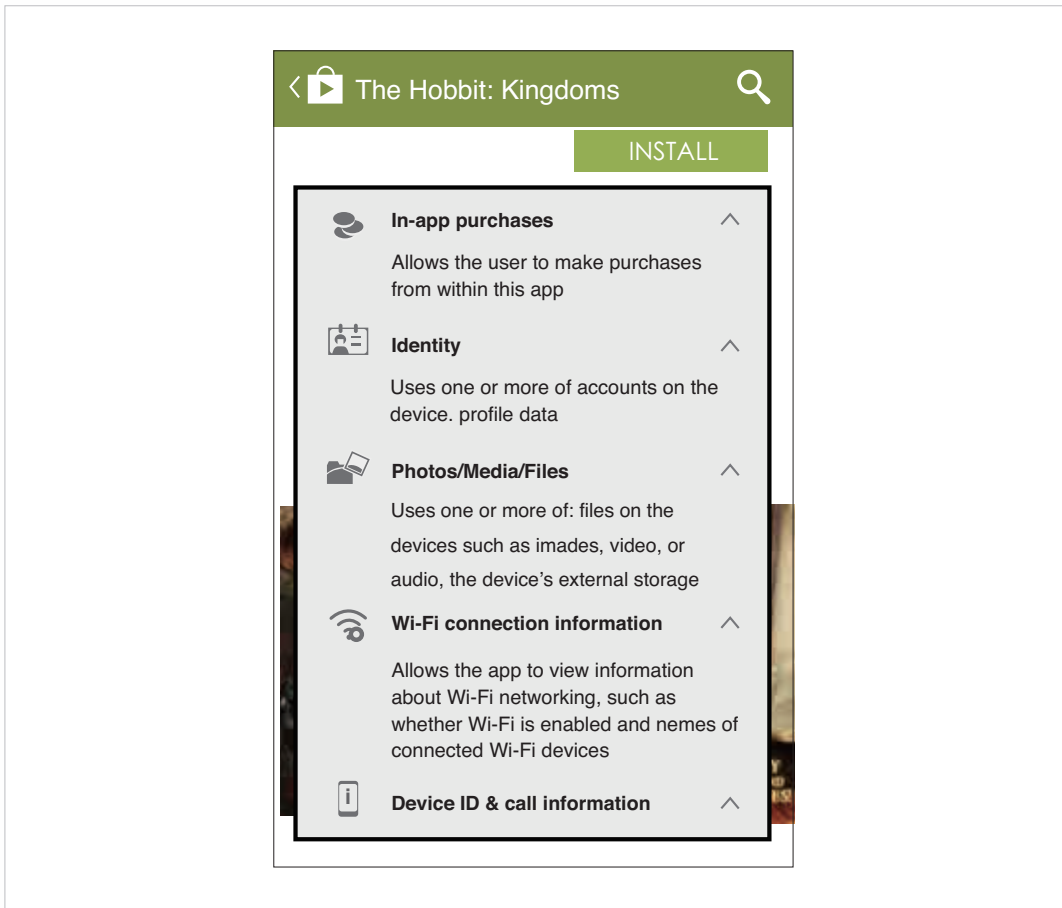 The Hobbit: Kingdoms
INSTALL
In-app purchases
Allows the user to make purchases
from within this app
Identity
Uses one or more of accounts on the
device. profile data
Photos/Media/Files
Uses one or more of: files on the
devices such as imades, video, or
audio, the device’s external storage
Wi-Fi connection information
Allows the app to view information
about Wi-Fi networking, such as
whether Wi-Fi is enabled and nemes of
connected Wi-Fi devices
Device ID & call information